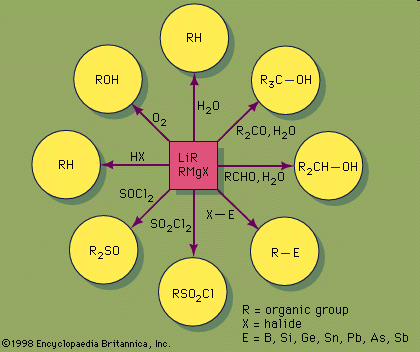 RH
ROH
R₃C—OH
O₂
H₂O
R₂CO, H₂O
RH
HX
LiR
RMgX
RCHO, H₂O
R₂CH—OH
SOCl₂
SO₂Cl₂
X—E
R₂SO
RSO₂Cl
R—E
R = organic group
X = halide
E = B, Si, Ge, Sn, Pb, As, Sb
©1998 Encyclopaedia Britannica, Inc.